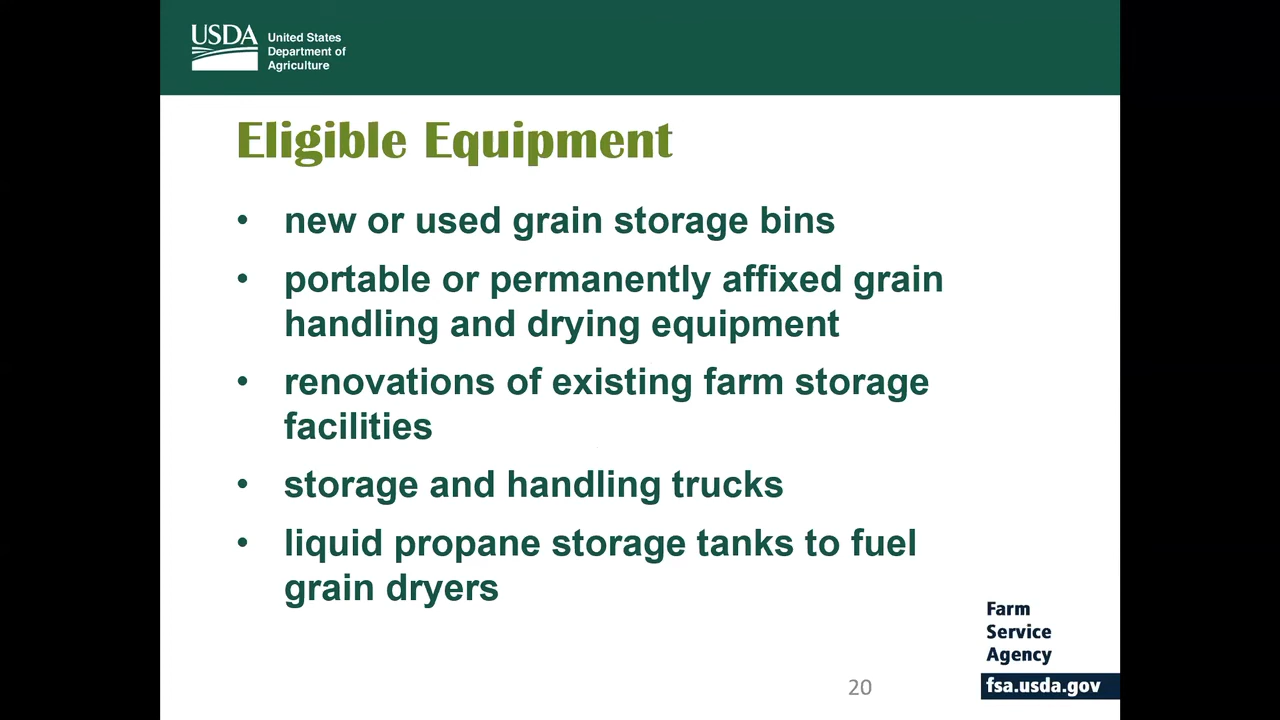 USDA
United States
Department of
Agriculture
Eligible Equipment
• new or used grain storage bins
• portable or permanently affixed grain
handling and drying equipment
• renovations of existing farm storage
facilities
• storage and handling trucks
• liquid propane storage tanks to fuel
grain dryers
Farm
Service
Agency
fsa.usda.gov
20